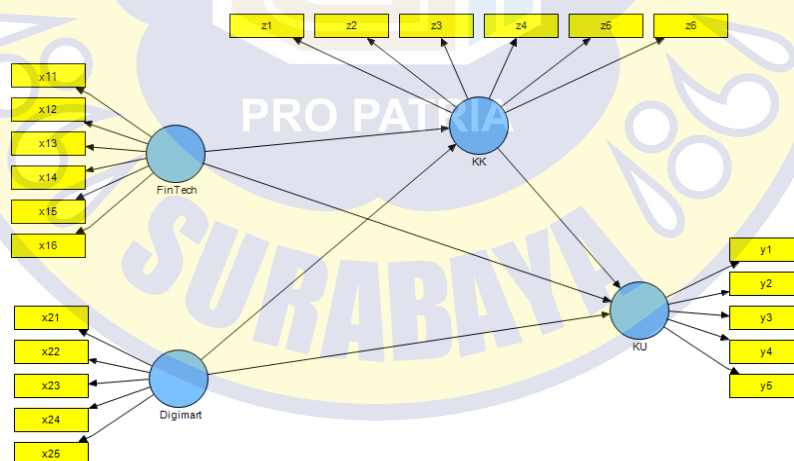 z1
z2
z3
z4
z5
z6
x11
x12
x13
x14
x15
x16
PRO PATRIA
FinTech
KK
SURABAYA
y1
y2
y3
y4
y5
KU
x21
x22
x23
x24
x25
Digimart